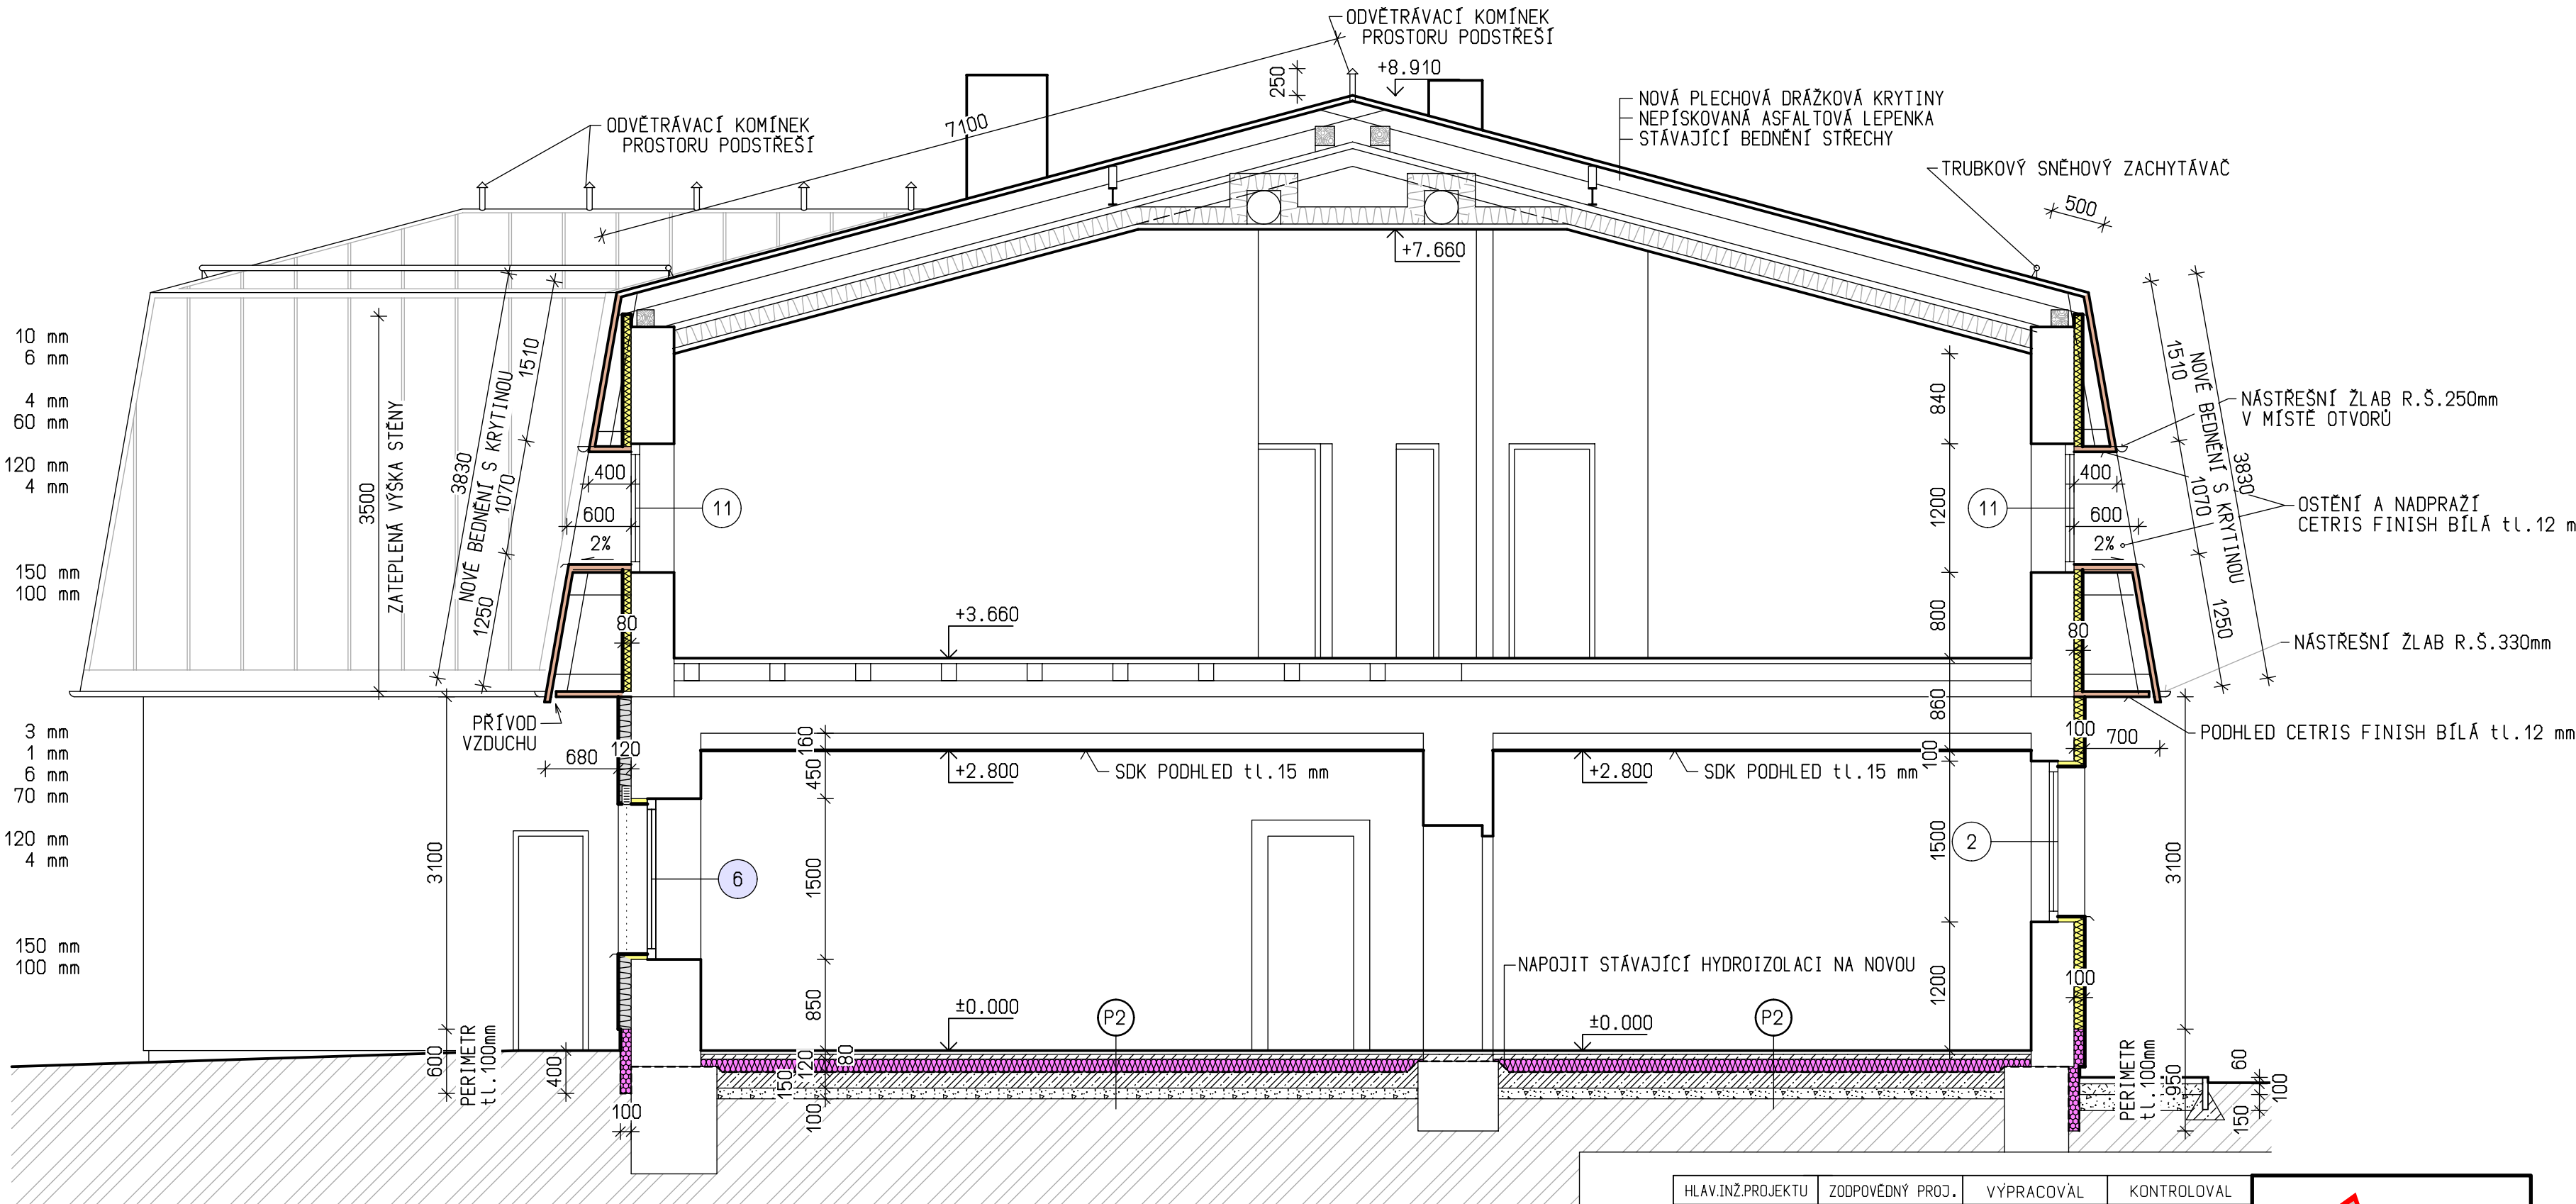 ODVĚTRÁVACÍ KOMÍNEK
PROSTORU PODSTŘEŠÍ
250
+8.910
7100
NOVÁ PLECHOVÁ DRÁŽKOVÁ KRYTINY
NEPÍSKOVANÁ ASFALTOVÁ LEPENKA
STÁVAJÍCÍ BEDNĚNÍ STŘECHY
ODVĚTRÁVACÍ KOMÍNEK
PROSTORU PODSTŘEŠÍ
TRUBKOVÝ SNĚHOVÝ ZACHYTÁVAČ
500
+7.660
10 mm
6 mm
4 mm
60 mm
120 mm
4 mm
150 mm
100 mm
3500
ZATEPLENÁ VÝŠKA STĚNY
3830
NOVÉ BEDNĚNÍ S KRYTINOU
1510
1070
1250
400
600
2%
80
11
+3.660
840
1200
800
11
400
600
2%
80
1510
1070
1250
NOVÉ BEDNĚNÍ S KRYTINOU
3830
NÁSTŘEŠNÍ ŽLAB R.Š.250mm
V MÍSTĚ OTVORŮ
OSTĚNÍ A NADPRAŽÍ
CETRIS FINISH BÍLÁ tl.12 m
NÁSTŘEŠNÍ ŽLAB R.Š.330mm
PODHLED CETRIS FINISH BÍLÁ tl.12 mm
3 mm
1 mm
6 mm
70 mm
120 mm
4 mm
150 mm
100 mm
PŘÍVOD
VZDUCHU
680
120
160
450
+2.800
SDK PODHLED tl.15 mm
+2.800
SDK PODHLED tl.15 mm
860
100
100
700
3100
6
1500
850
1500
1200
2
3100
100
NAPOJIT STÁVAJÍCÍ HYDROIZOLACI NA NOVOU
±0.000
P2
±0.000
P2
600
PERIMETR
tl.100mm
400
100
80
120
150
100
PERIMETR
tl.100mm
950
60
100
150
HLAV.INŽ.PROJEKTU
ZODPOVĚDNÝ PROJ.
VYPRACOVAL
KONTROLOVAL